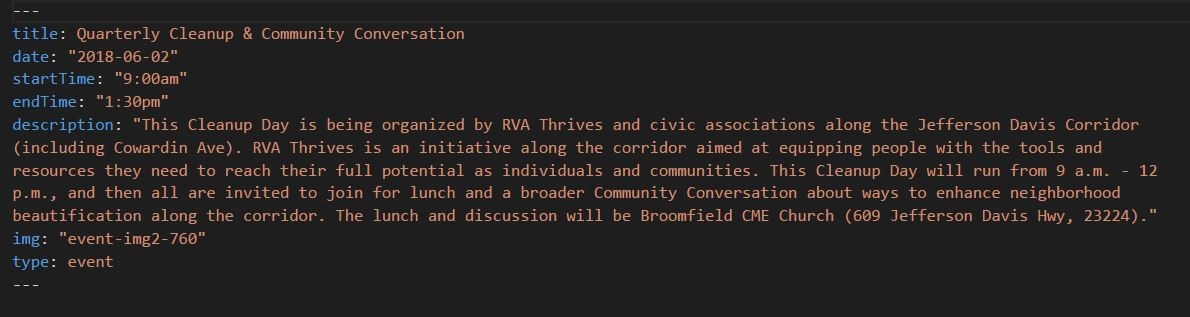 ---
title: Quarterly Cleanup & Community Conversation
date: "2018-06-02"
startTime: "9:00am"
endTime: "1:30pm"
description: "This Cleanup Day is being organized by RVA Thrives and civic associations along the Jefferson Davis Corridor
(including Cowardin Ave). RVA Thrives is an initiative along the corridor aimed at equipping people with the tools and
resources they need to reach their full potential as individuals and communities. This Cleanup Day will run from 9 a.m. - 12
p.m., and then all are invited to join for lunch and a broader Community Conversation about ways to enhance neighborhood
beautification along the corridor. The lunch and discussion will be Broomfield CME Church (609 Jefferson Davis Hwy, 23224)."
img: "event-img2-760"
type: event
---